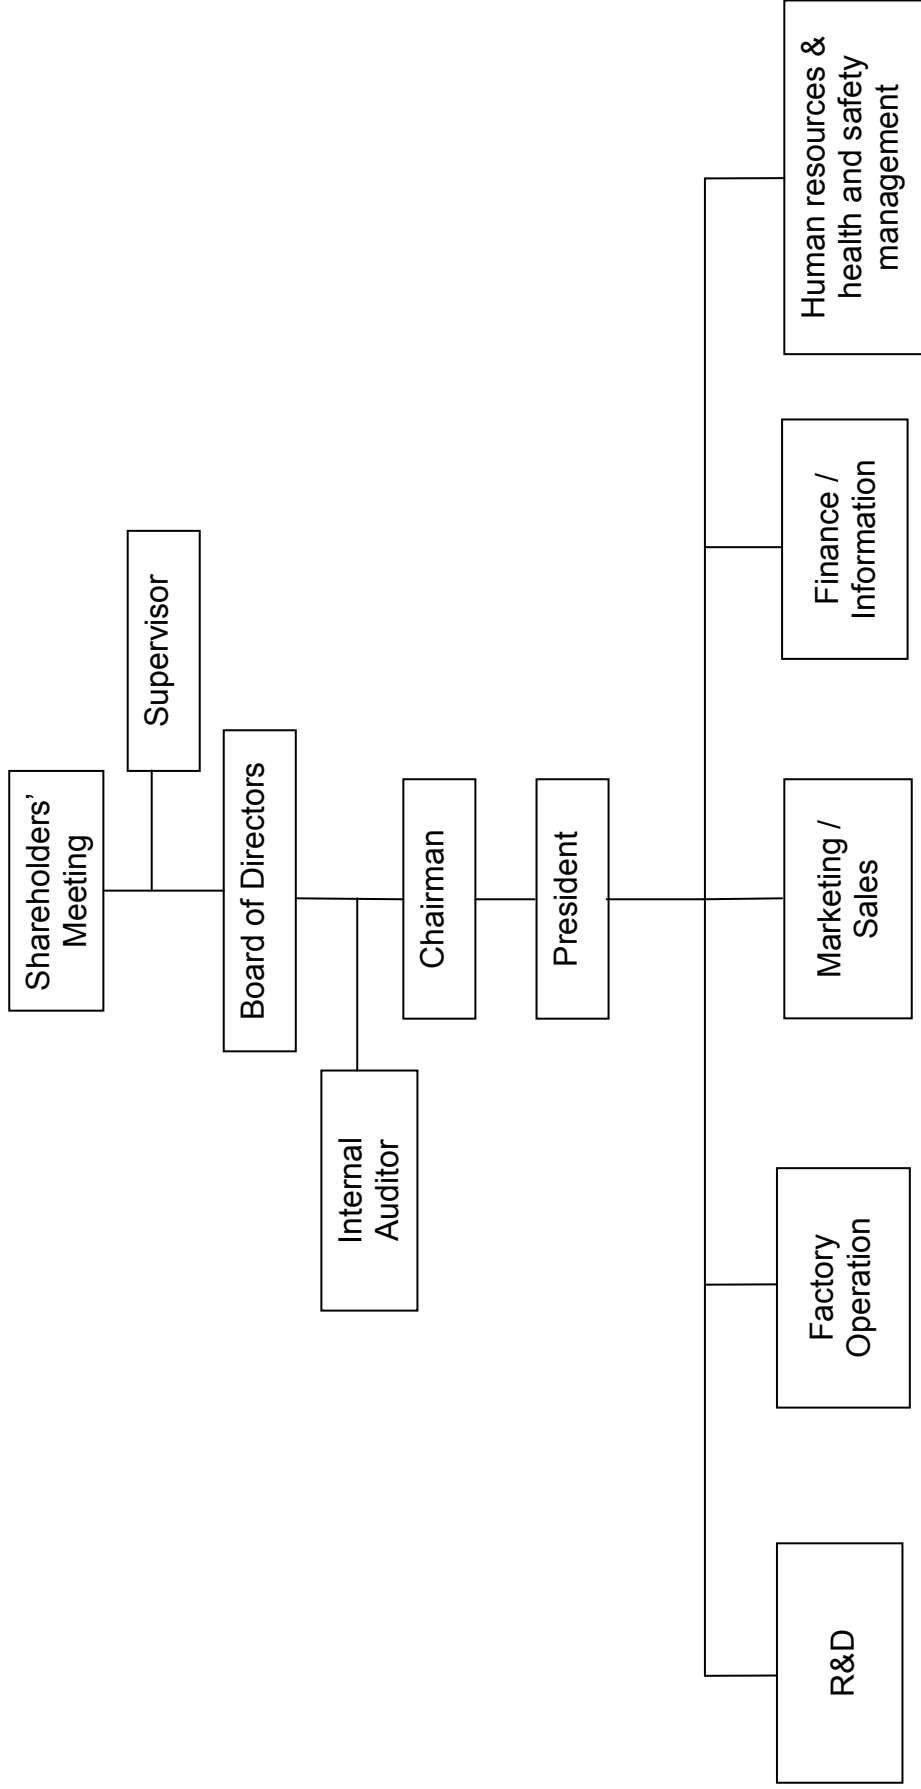 Shareholders’
Meeting
Supervisor
Board of Directors
Internal
Auditor
Chairman
President
R&D
Factory
Operation
Marketing /
Sales
Finance /
Information
Human resources &
health and safety
management